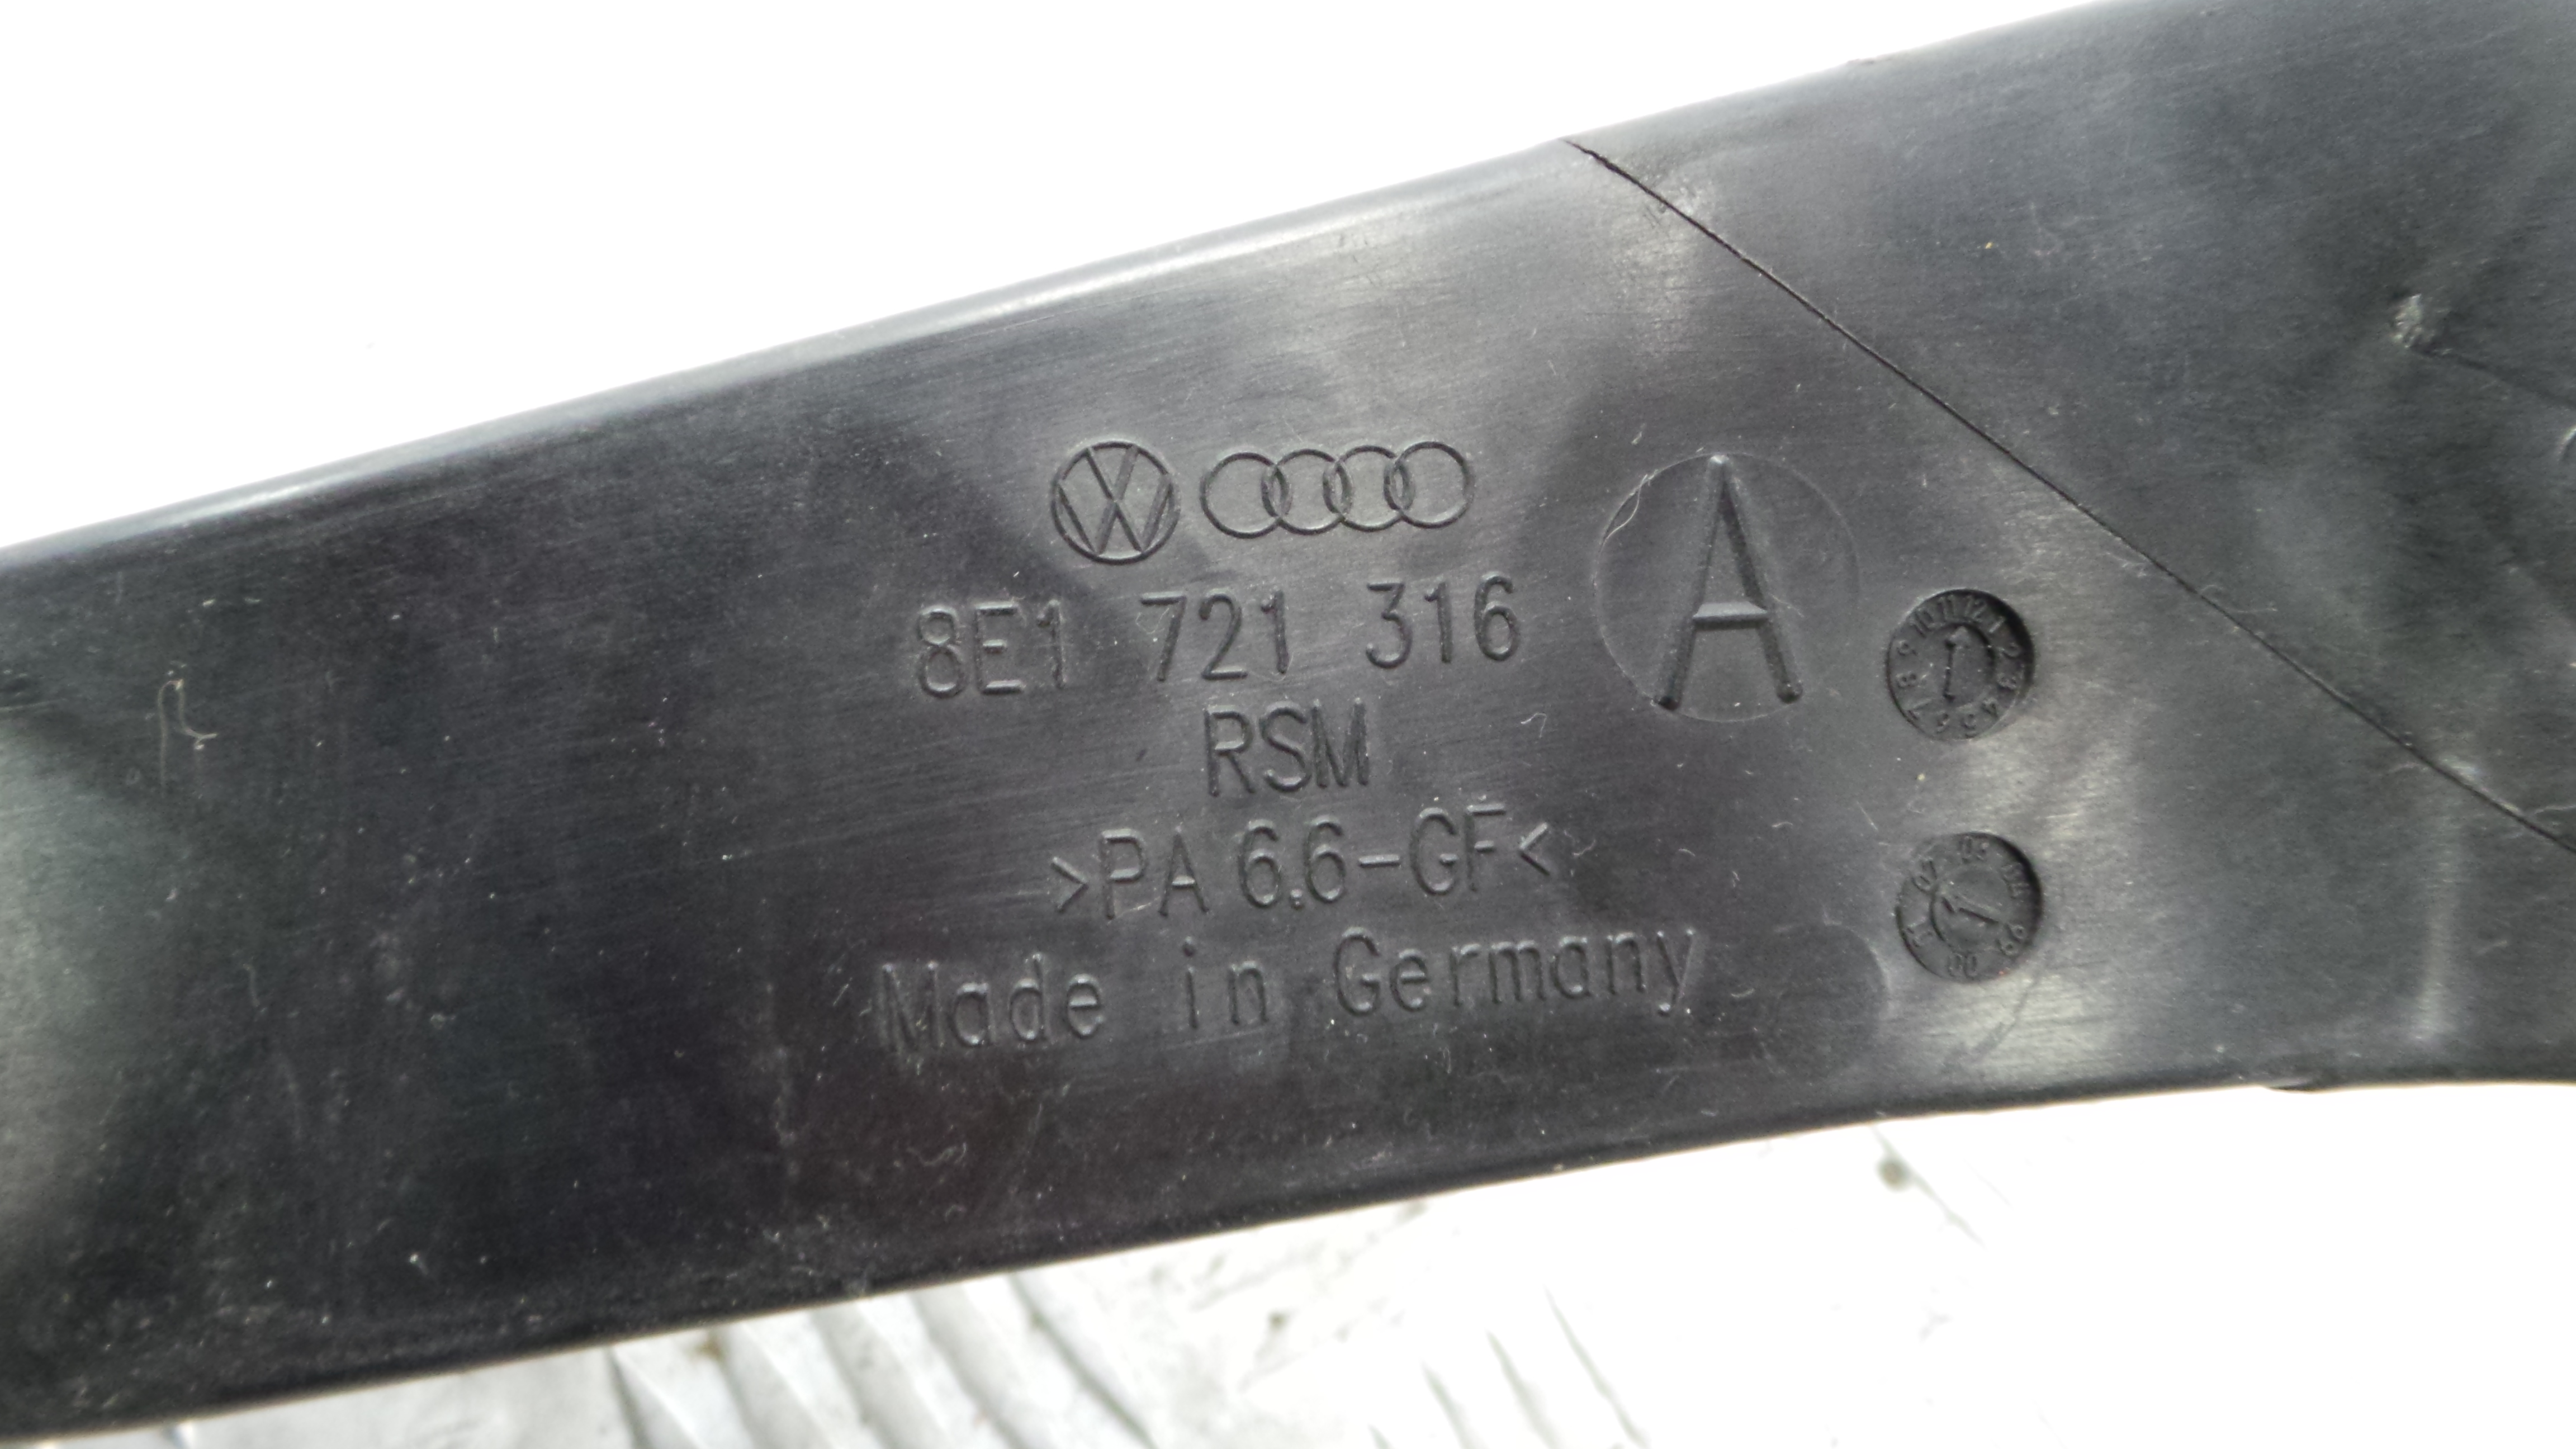 8E1 721 316
A
RSM
>PA 6.6-GF<
Made in Germany